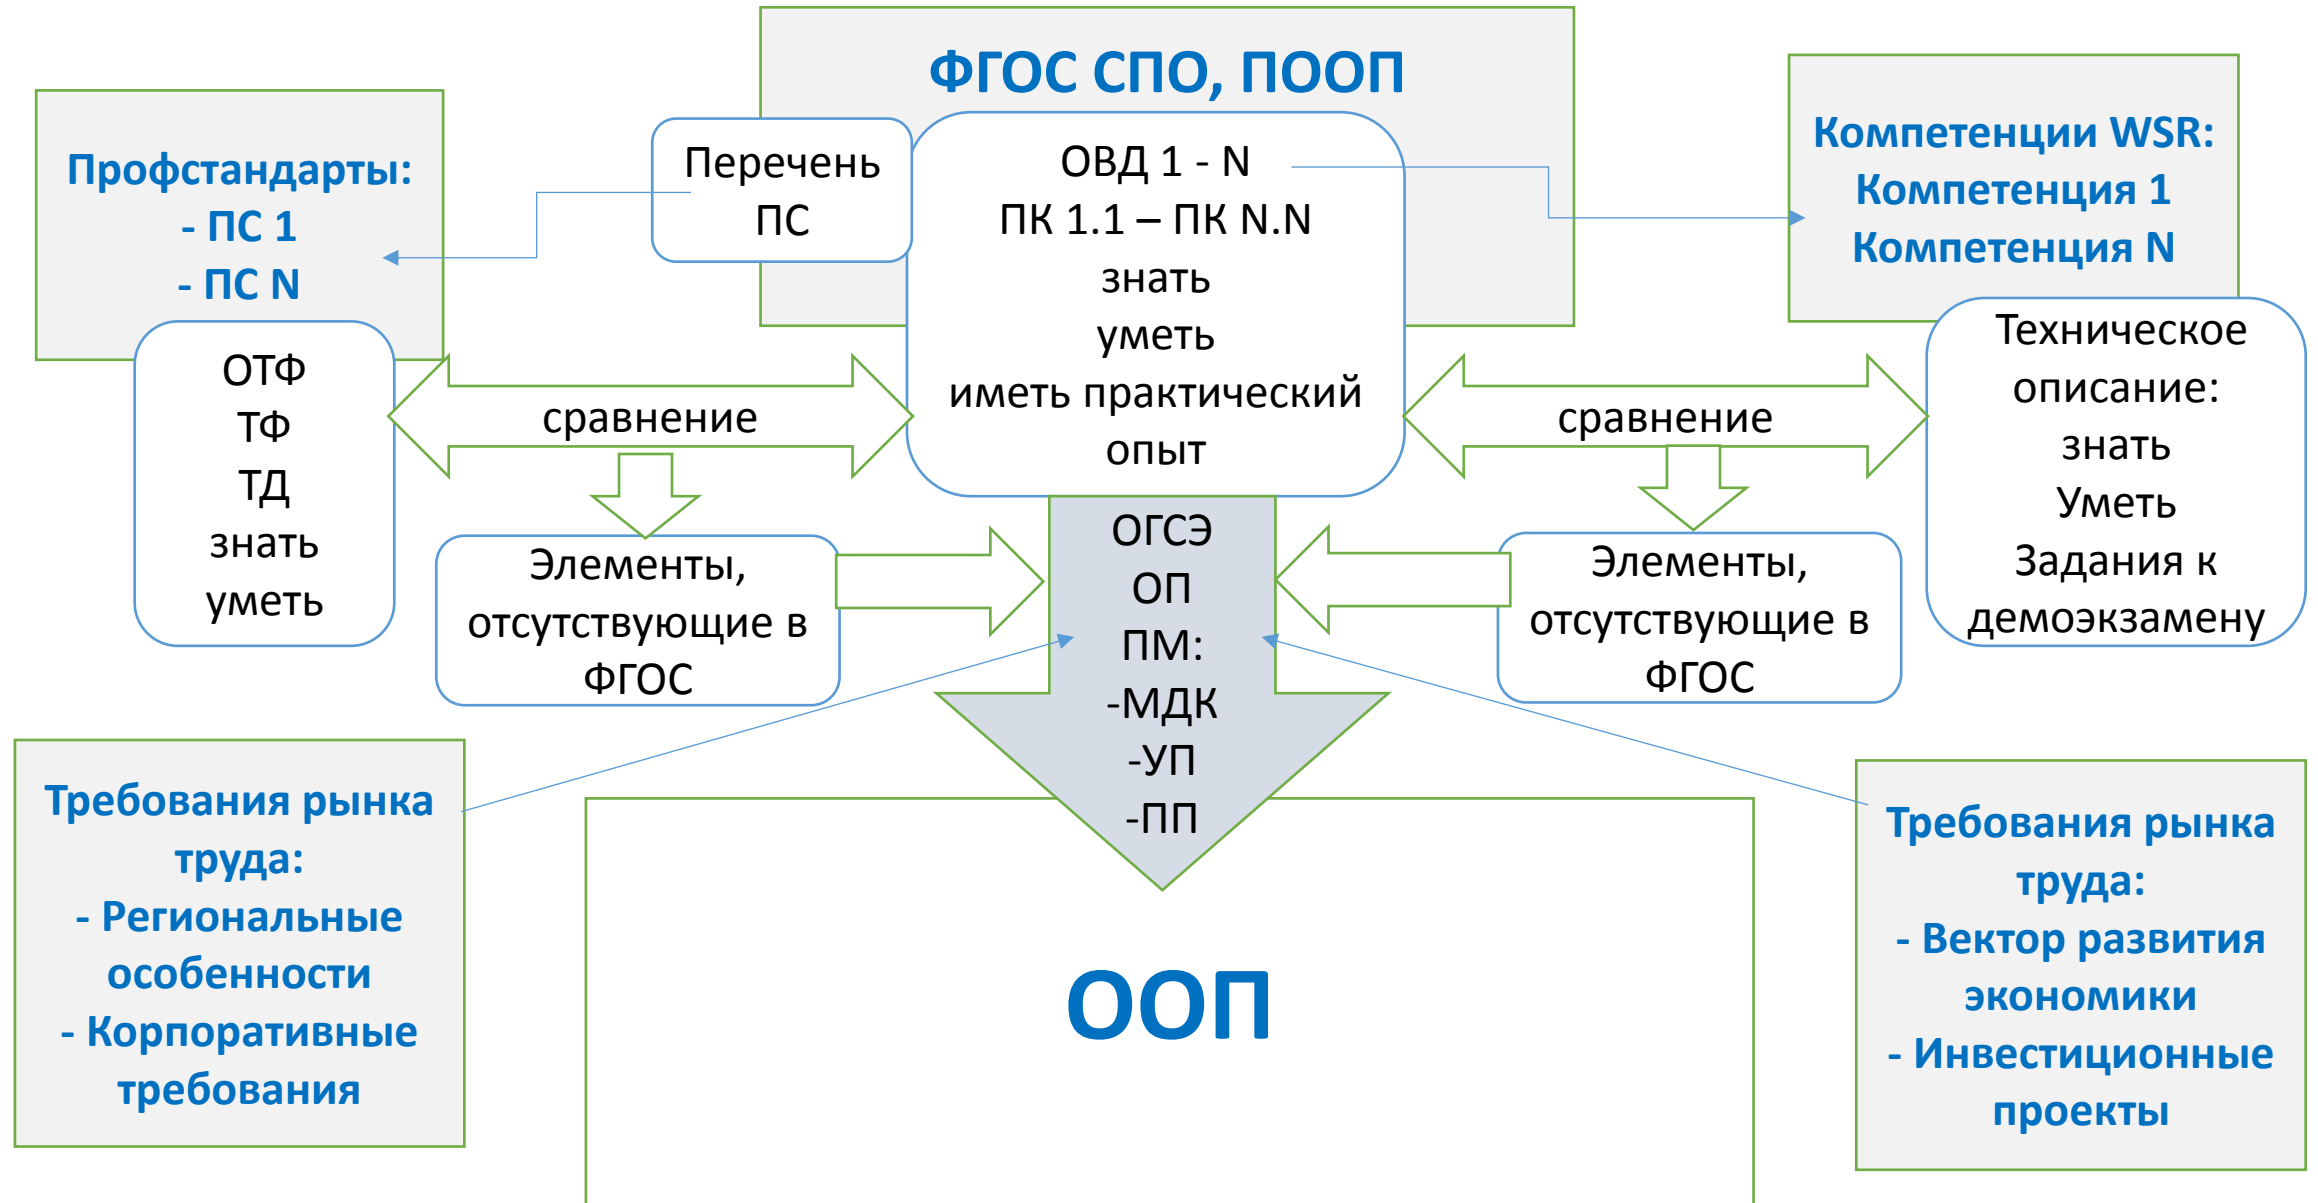 ФГОС СПО, ПООП
Профстандарты:
- ПС 1
- ПС N
Перечень
ПС
ОВД 1 - N
ПК 1.1 – ПК N.N
знать
уметь
иметь практический
опыт
Компетенции WSR:
Компетенция 1
Компетенция N
ОТФ
ТФ
ТД
знать
уметь
сравнение
сравнение
Техническое
описание:
знать
Уметь
Задания к
демоэкзамену
Элементы,
отсутствующие в
ФГОС
ОГСЭ
ОП
ПМ:
-МДК
-УП
-ПП
Элементы,
отсутствующие в
ФГОС
Требования рынка
труда:
- Региональные
особенности
- Корпоративные
требования
ООП
Требования рынка
труда:
- Вектор развития
экономики
- Инвестиционные
проекты